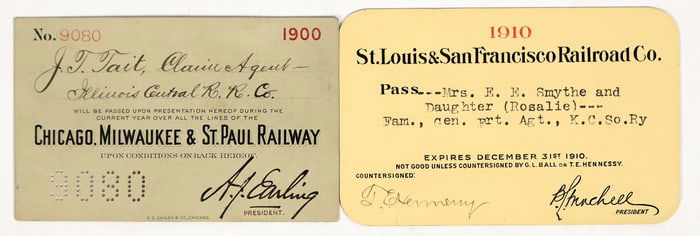 No. 9080 1900
J. T. Tait, Claim Agent —
Illinois Central R. R. Co.
WILL BE PASSED UPON PRESENTATION HEREOF DURING THE
CURRENT YEAR OVER ALL THE LINES OF THE
CHICAGO, MILWAUKEE & ST. PAUL RAILWAY
UPON CONDITIONS ON BACK HEREOF.
9080
A. J. Earling
PRESIDENT.
1910
St. Louis & San Francisco Railroad Co.
Pass---Mrs. E. E. Smythe and
Daughter (Rosalie)---
Fam., Gen. Frt. Agt., K.C.So.Ry
EXPIRES DECEMBER 31ST 1910.
NOT GOOD UNLESS COUNTERSIGNED BY G. L. BALL OR T. E. HENNESY.
COUNTERSIGNED:
PRESIDENT